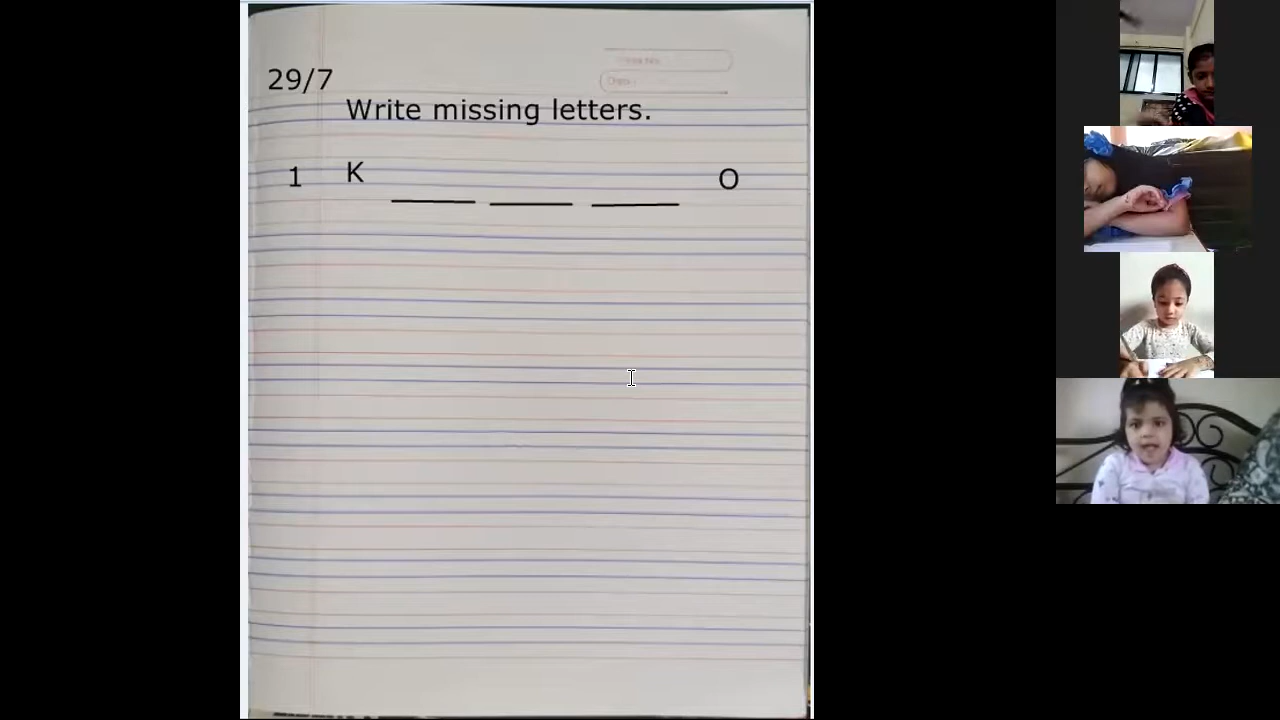 29/7
Write missing letters.
1 K ___ ___ ___ O